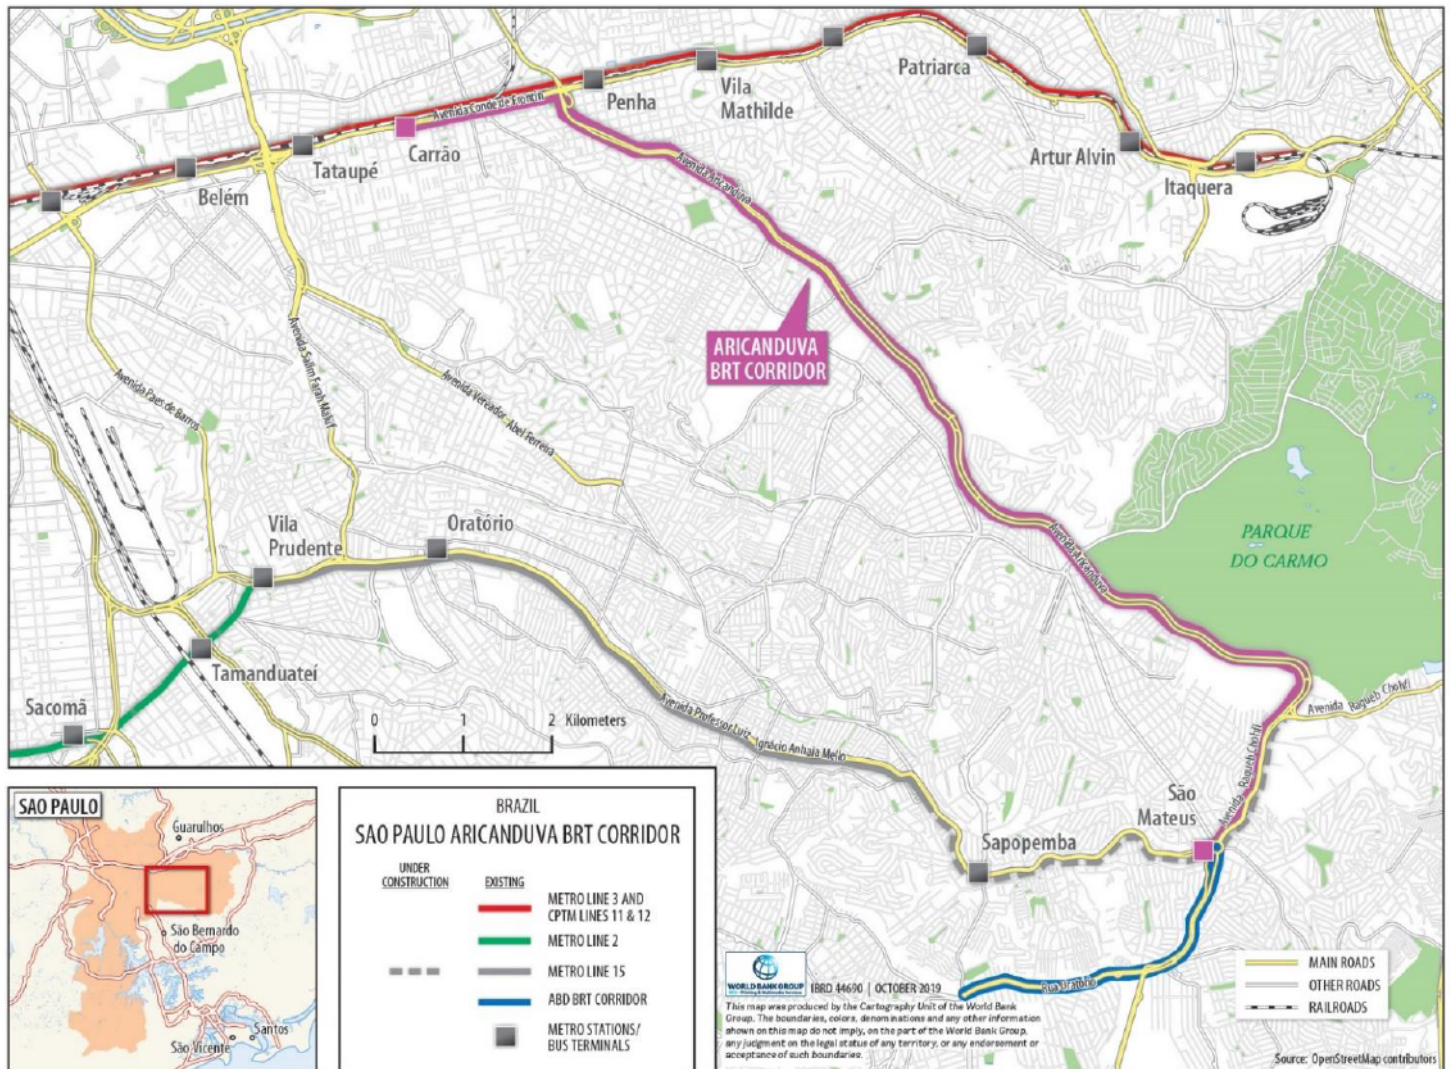 Patriarca
Vila
Mathilde
Penha
Avenida Conde de Frontin
Carrão
Tatuapé
Belém
Artur Alvin
Itaquera
Avenida Aricanduva
ARICANDUVA
BRT CORRIDOR
Avenida Salim Farah Maluf
Avenida Paes de Barros
Avenida Vereador Abel Ferreira
Vila
Prudente
Oratório
PARQUE
DO CARMO
Avenida Aricanduva
Tamanduateí
Sacomã
0 1 2 Kilometers
Avenida Professor Luiz Ignácio Anhaia Mello
Avenida Ragueb Chohfi
Avenida Ragueb Chohfi
São
Mateus
Sapopemba
Rua Oratório
SAO PAULO
Guarulhos
São Bernardo
do Campo
Santos
São Vicente
BRAZIL
SAO PAULO ARICANDUVA BRT CORRIDOR
UNDER
CONSTRUCTION
EXISTING
METRO LINE 3 AND
CPTM LINES 11 & 12
METRO LINE 2
METRO LINE 15
ABD BRT CORRIDOR
METRO STATIONS/
BUS TERMINALS
WORLD BANK GROUP
IBRD 44690 | OCTOBER 2019
This map was produced by the Cartography Unit of the World Bank
Group. The boundaries, colors, denominations and any other information
shown on this map do not imply, on the part of the World Bank Group,
any judgment on the legal status of any territory, or any endorsement or
acceptance of such boundaries.
MAIN ROADS
OTHER ROADS
RAILROADS
Source: OpenStreetMap contributors